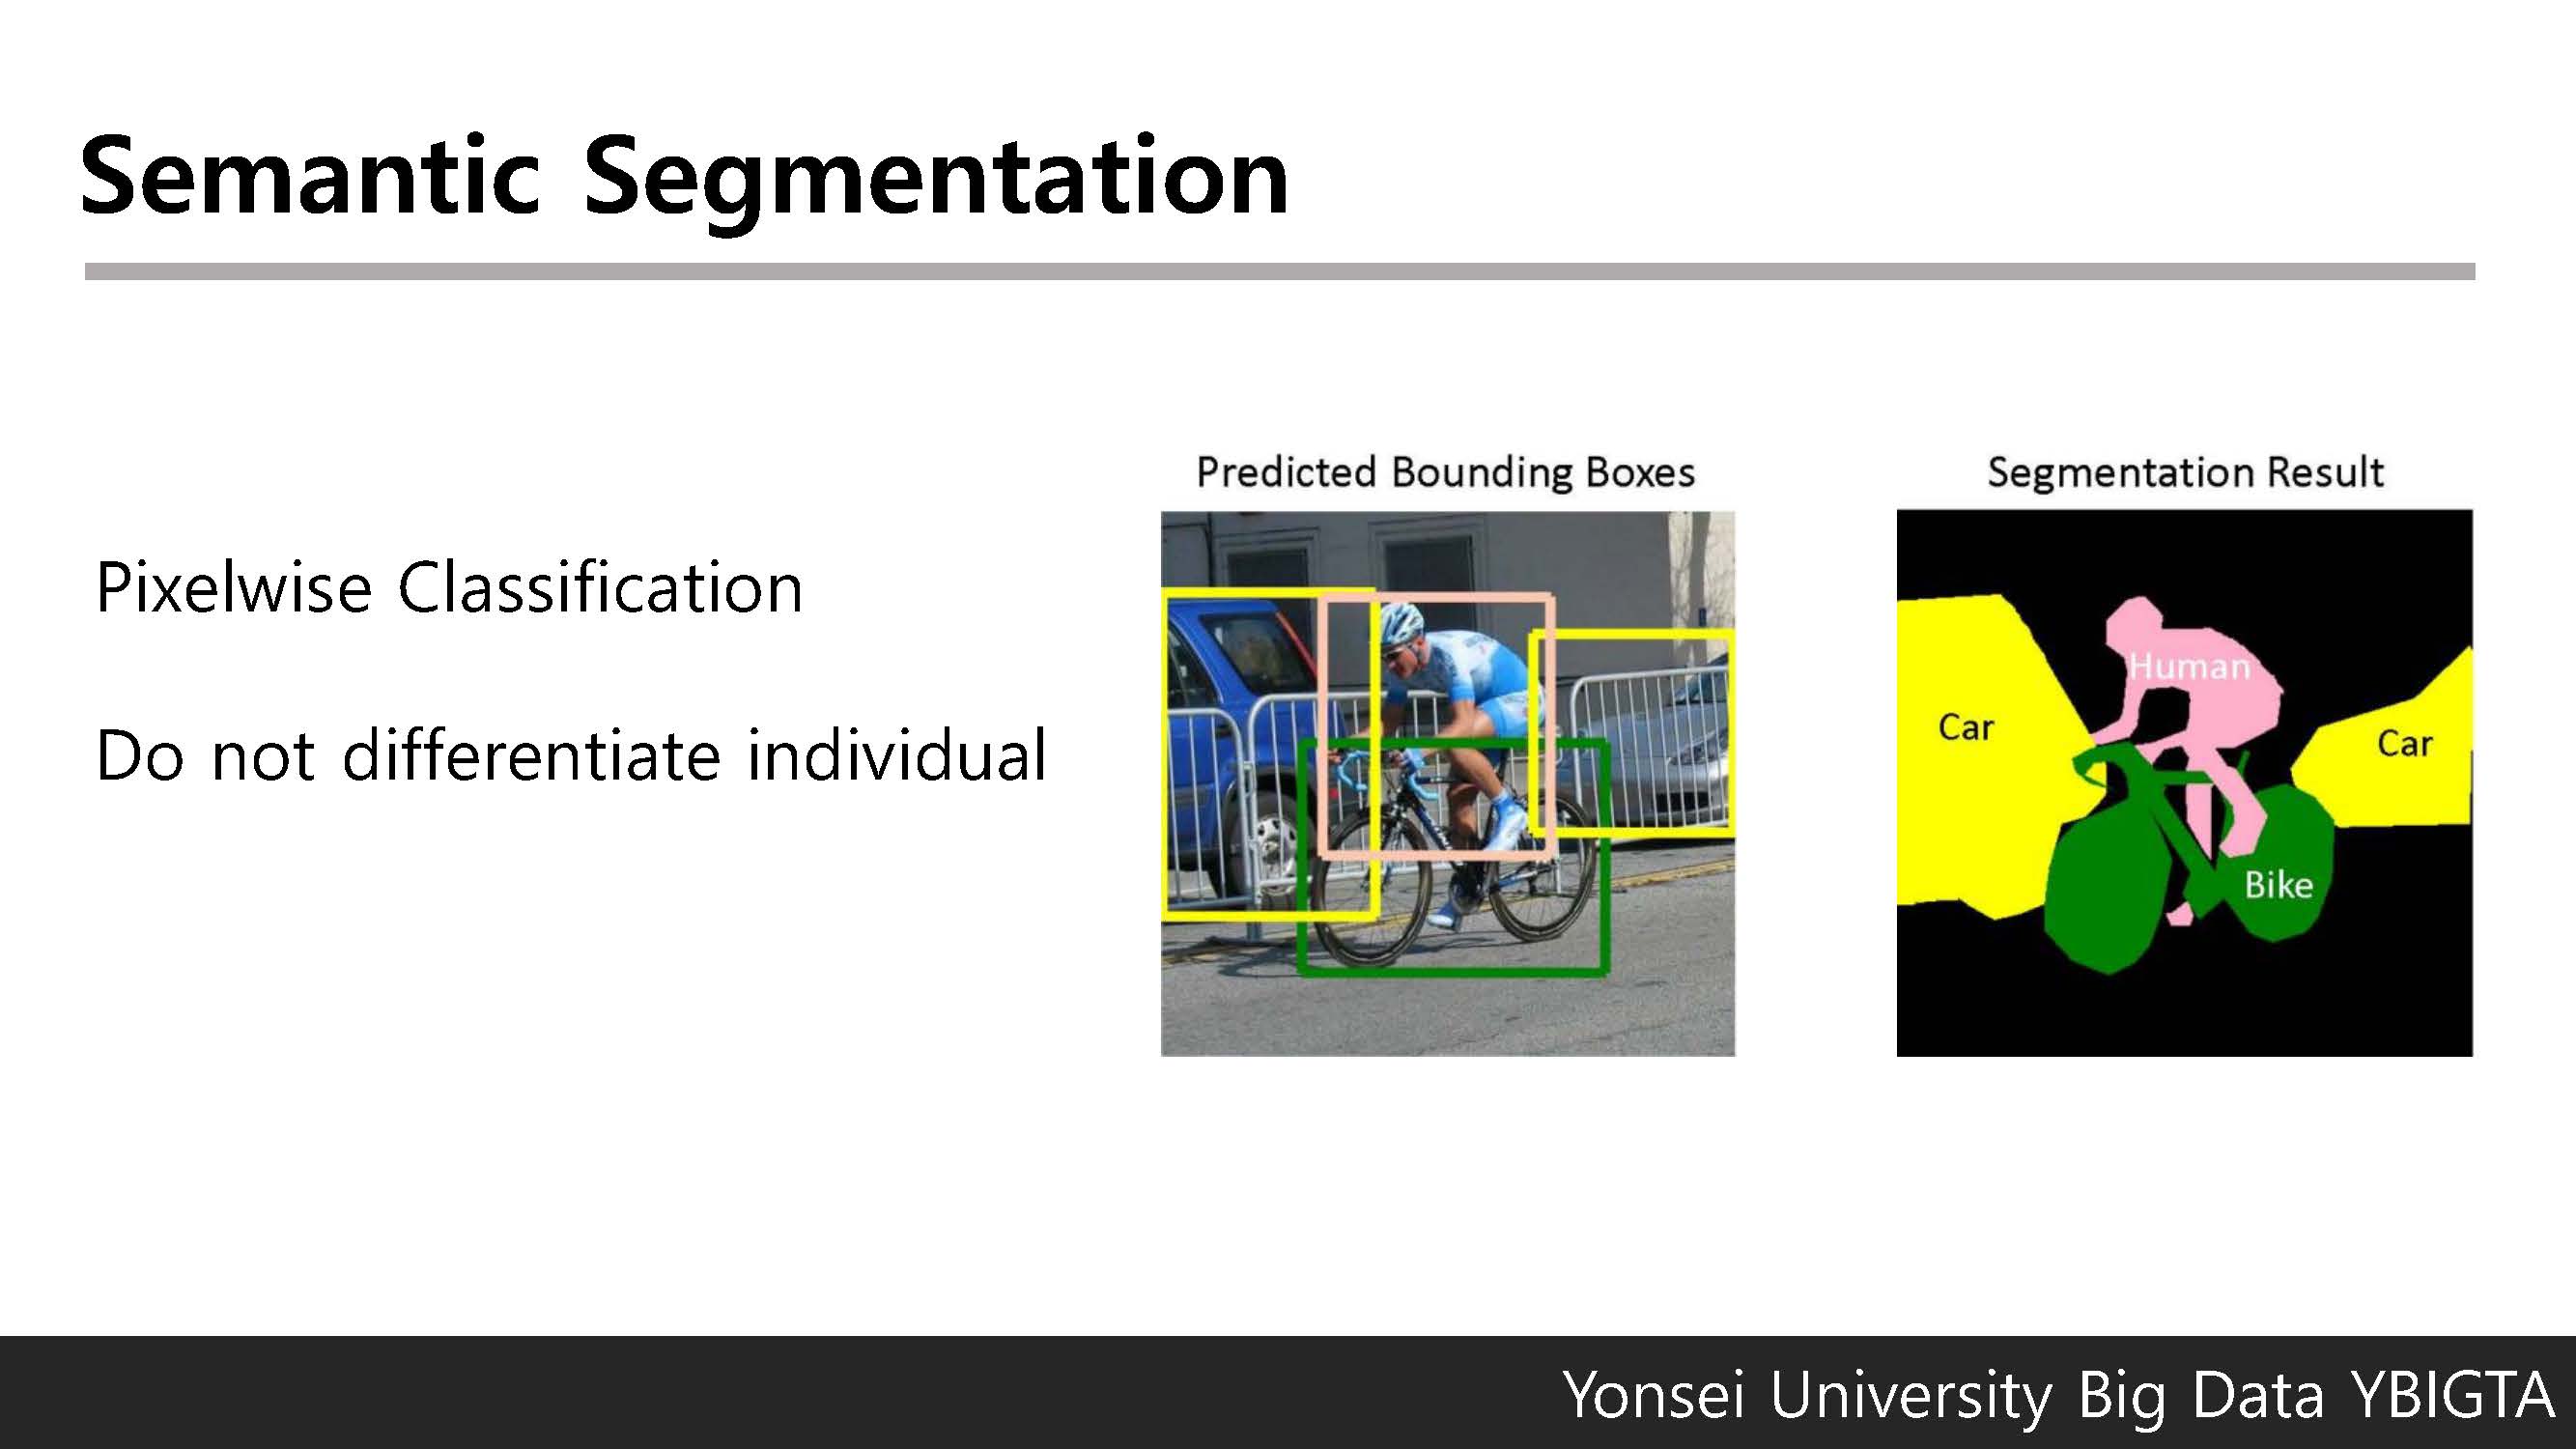 Semantic Segmentation
Pixelwise Classification
Do not differentiate individual
Predicted Bounding Boxes
Segmentation Result
Human
Car
Car
Bike
Yonsei University Big Data YBIGTA